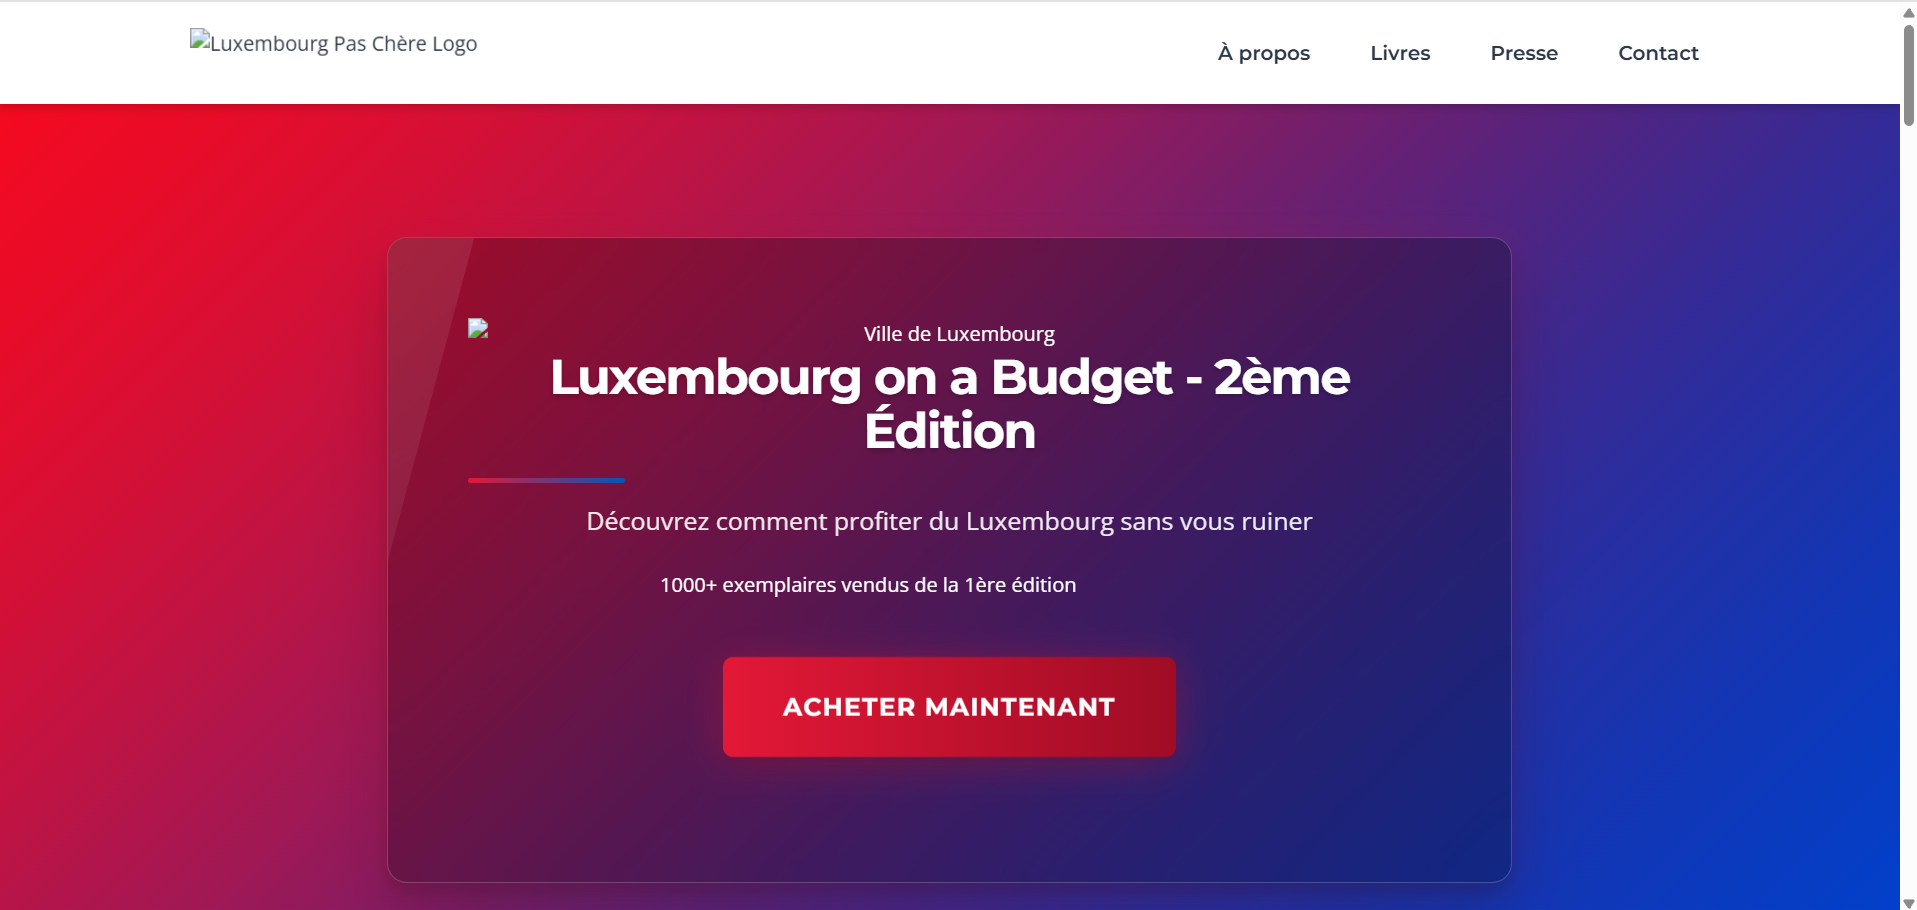 Luxembourg Pas Chère Logo
À propos
Livres
Presse
Contact
Ville de Luxembourg
Luxembourg on a Budget - 2ème
Édition
Découvrez comment profiter du Luxembourg sans vous ruiner
1000+ exemplaires vendus de la 1ère édition
ACHETER MAINTENANT